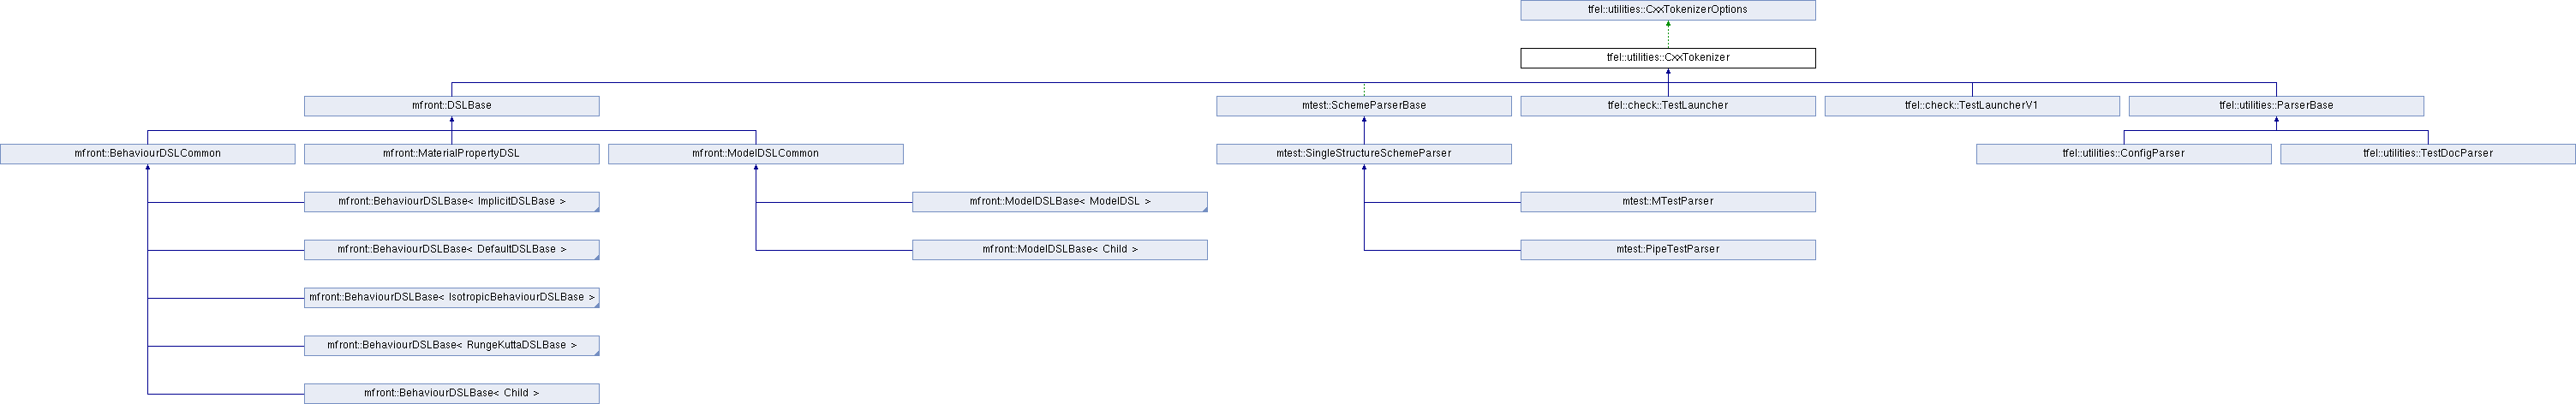 tfel::utilities::CxxTokenizerOptions
tfel::utilities::CxxTokenizer
mfront::DSLBase
mtest::SchemeParserBase
tfel::check::TestLauncher
tfel::check::TestLauncherV1
tfel::utilities::ParserBase
mfront::BehaviourDSLCommon
mfront::MaterialPropertyDSL
mfront::ModelDSLCommon
mtest::SingleStructureSchemeParser
tfel::utilities::ConfigParser
tfel::utilities::TestDocParser
mfront::BehaviourDSLBase< ImplicitDSLBase >
mfront::ModelDSLBase< ModelDSL >
mtest::MTestParser
mfront::BehaviourDSLBase< DefaultDSLBase >
mfront::ModelDSLBase< Child >
mtest::PipeTestParser
mfront::BehaviourDSLBase< IsotropicBehaviourDSLBase >
mfront::BehaviourDSLBase< RungeKuttaDSLBase >
mfront::BehaviourDSLBase< Child >